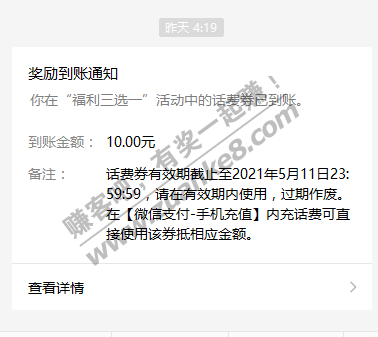 昨天 4:19
奖励到账通知
你在“福利三选一”活动中的话费券已到账。
到账金额： 10.00元
备注： 话费券有效期截止至2021年5月11日23:
59:59，请在有效期内使用，过期作废。
在【微信支付-手机充值】内充话费可直
接使用该券抵相应金额。
赚客吧，有奖一起赚！
www.zuanke8.com
查看详情